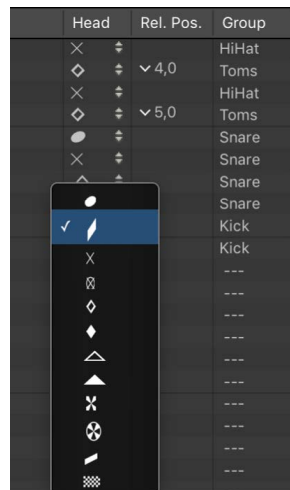 Head Rel. Pos. Group
HiHat
4,0 Toms
HiHat
5,0 Toms
Snare
Snare
Snare
Snare
Kick
Kick
---
---
---
---
---
---
---
---
---
---